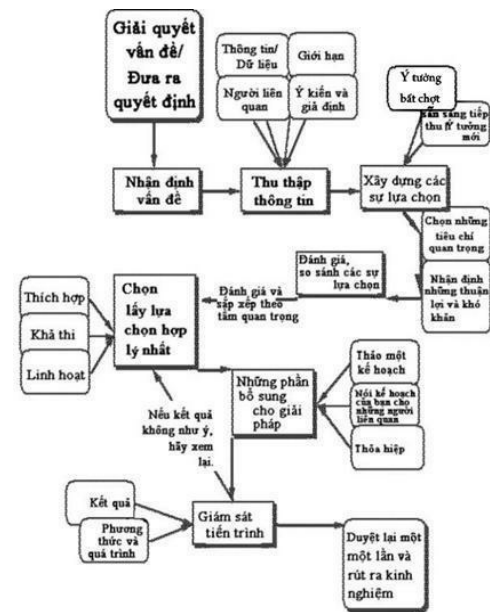 Giải quyết
vấn đề/
Đưa ra
quyết định
Thông tin/
Dữ liệu
Giới hạn
Người liên
quan
Ý kiến và
giả định
Ý tưởng
bất chợt
sẵn sàng tiếp
thu ý tưởng
mới
Nhận định
vấn đề
Thu thập
thông tin
Xây dựng các
sự lựa chọn
Chọn những
tiêu chí
quan trọng
Nhận định
những thuận
lợi và khó
khăn
Đánh giá,
so sánh các sự
lựa chọn
Đánh giá và
sắp xếp theo
tầm quan trọng
Chọn
lấy lựa
chọn hợp
lý nhất
Thích hợp
Khả thi
Linh hoạt
Những phần
bổ sung
cho giải
pháp
Thảo một
kế hoạch
Nói kế hoạch
của bạn cho
những người
liên quan
Thỏa hiệp
Nếu kết quả
không như ý,
hãy xem
lại.
Kết quả
Phương
thức và
quá trình
Giám sát
tiến trình
Duyệt lại một
một lần và
rút ra kinh
nghiệm